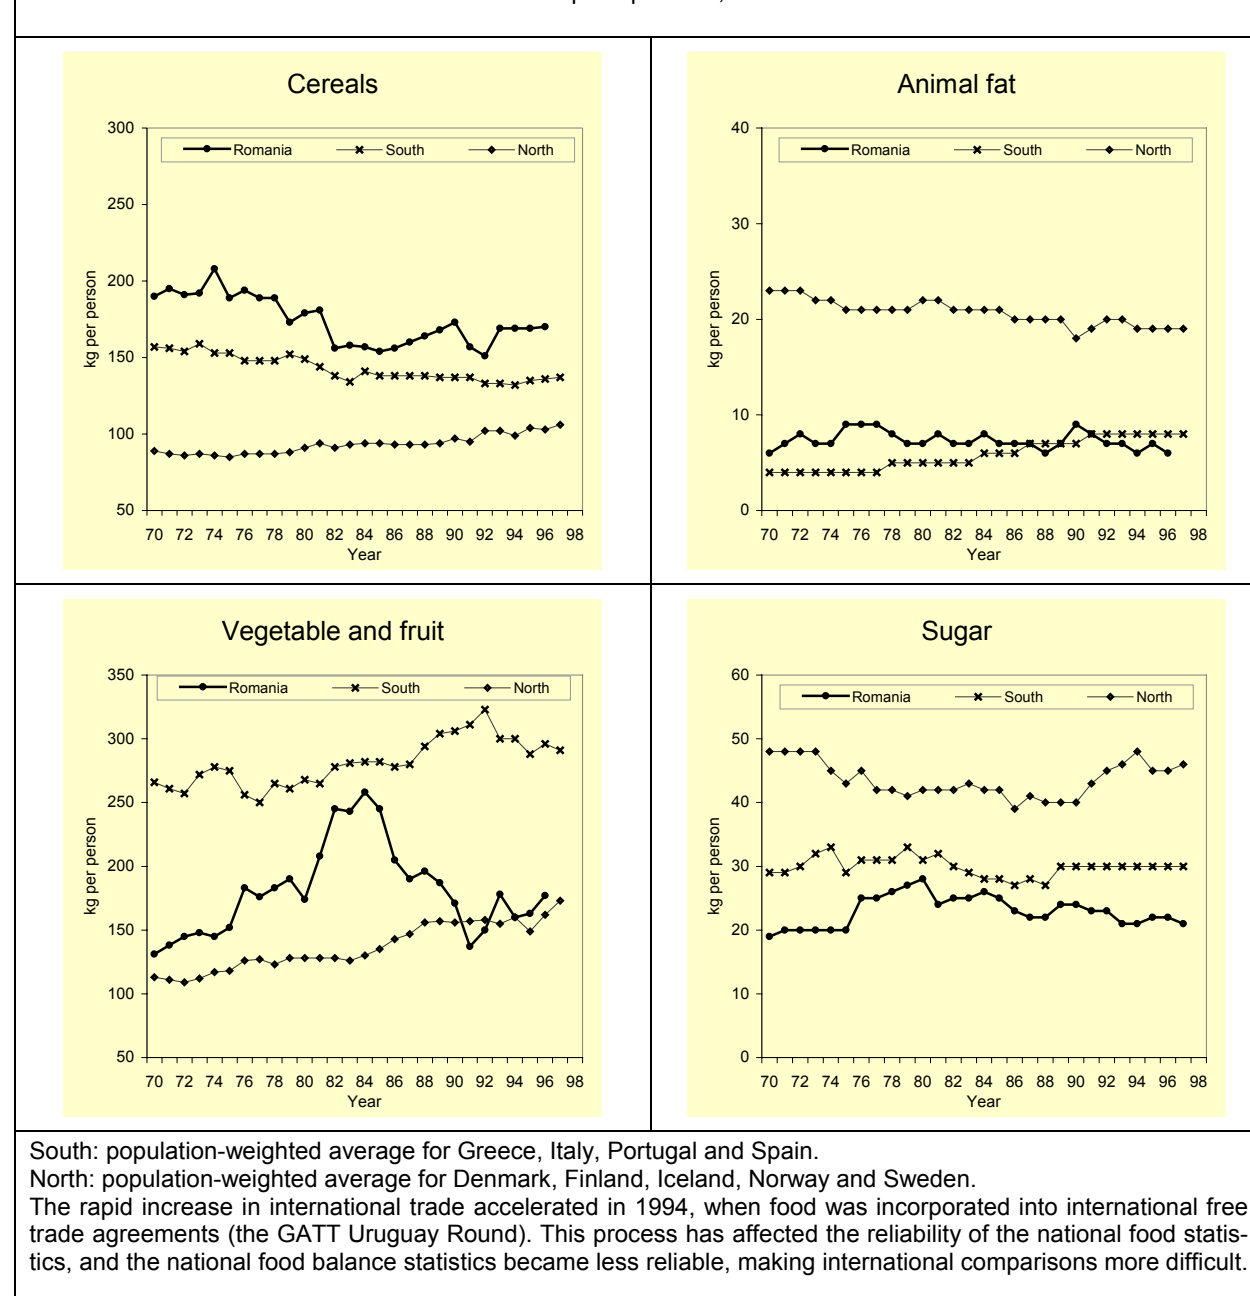 Cereals
300
250
200
150
100
50
kg per person
Romania South North
70 72 74 76 78 80 82 84 86 88 90 92 94 96 98
Year
Animal fat
40
30
20
10
0
kg per person
Romania South North
70 72 74 76 78 80 82 84 86 88 90 92 94 96 98
Year
Vegetable and fruit
350
300
250
200
150
100
50
kg per person
Romania South North
70 72 74 76 78 80 82 84 86 88 90 92 94 96 98
Year
Sugar
60
50
40
30
20
10
0
kg per person
Romania South North
70 72 74 76 78 80 82 84 86 88 90 92 94 96 98
Year
South: population-weighted average for Greece, Italy, Portugal and Spain.
North: population-weighted average for Denmark, Finland, Iceland, Norway and Sweden.
The rapid increase in international trade accelerated in 1994, when food was incorporated into international free
trade agreements (the GATT Uruguay Round). This process has affected the reliability of the national food statis-
tics, and the national food balance statistics became less reliable, making international comparisons more difficult.